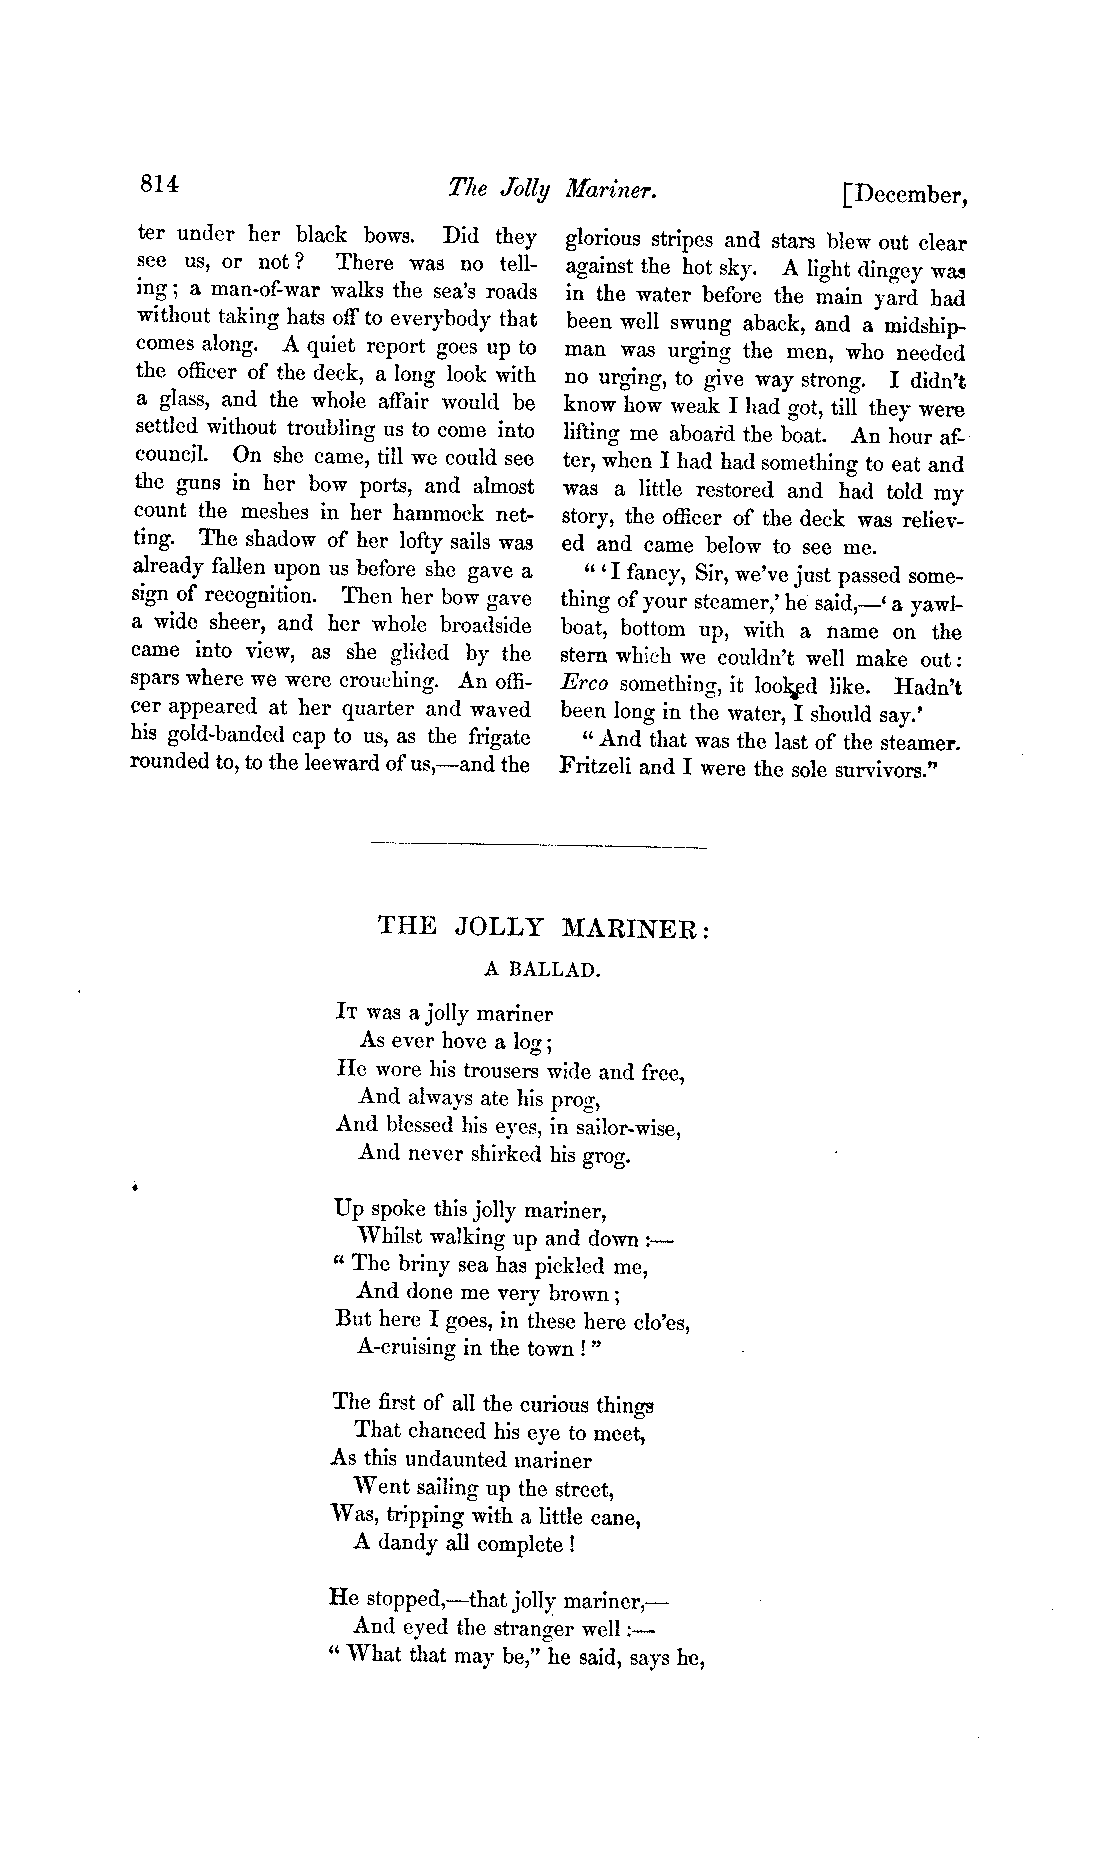 814
The Jolly Mariner.
[December,
ter under her black bows. Did they
see us, or not? There was no tell-
ing; a man-of-war walks the sea's roads
without taking hats off to everybody that
comes along. A quiet report goes up to
the officer of the deck, a long look with
a glass, and the whole affair would be
settled without troubling us to come into
council. On she came, till we could see
the guns in her bow ports, and almost
count the meshes in her hammock net-
ting. The shadow of her lofty sails was
already fallen upon us before she gave a
sign of recognition. Then her bow gave
a wide sheer, and her whole broadside
came into view, as she glided by the
spars where we were crouching. An offi-
cer appeared at her quarter and waved
his gold-banded cap to us, as the frigate
rounded to, to the leeward of us,—and the
glorious stripes and stars blew out clear
against the hot sky. A light dingey was
in the water before the main yard had
been well swung aback, and a midship-
man was urging the men, who needed
no urging, to give way strong. I didn't
know how weak I had got, till they were
lifting me aboard the boat. An hour af-
ter, when I had had something to eat and
was a little restored and had told my
story, the officer of the deck was reliev-
ed and came below to see me.
"'I fancy, Sir, we've just passed some-
thing of your steamer,' he said,—'a yawl-
boat, bottom up, with a name on the
stern which we couldn't well make out:
Erco something, it looked like. Hadn't
been long in the water, I should say.'
"And that was the last of the steamer.
Fritzeli and I were the sole survivors."
THE JOLLY MARINER:
A BALLAD.
IT was a jolly mariner
As ever hove a log;
He wore his trousers wide and free,
And always ate his prog,
And blessed his eyes, in sailor-wise,
And never shirked his grog.
Up spoke this jolly mariner,
Whilst walking up and down:—
"The briny sea has pickled me,
And done me very brown;
But here I goes, in these here clo'es,
A-cruising in the town!"
The first of all the curious things
That chanced his eye to meet,
As this undaunted mariner
Went sailing up the street,
Was, tripping with a little cane,
A dandy all complete!
He stopped,—that jolly mariner,—
And eyed the stranger well:—
"What that may be," he said, says he,